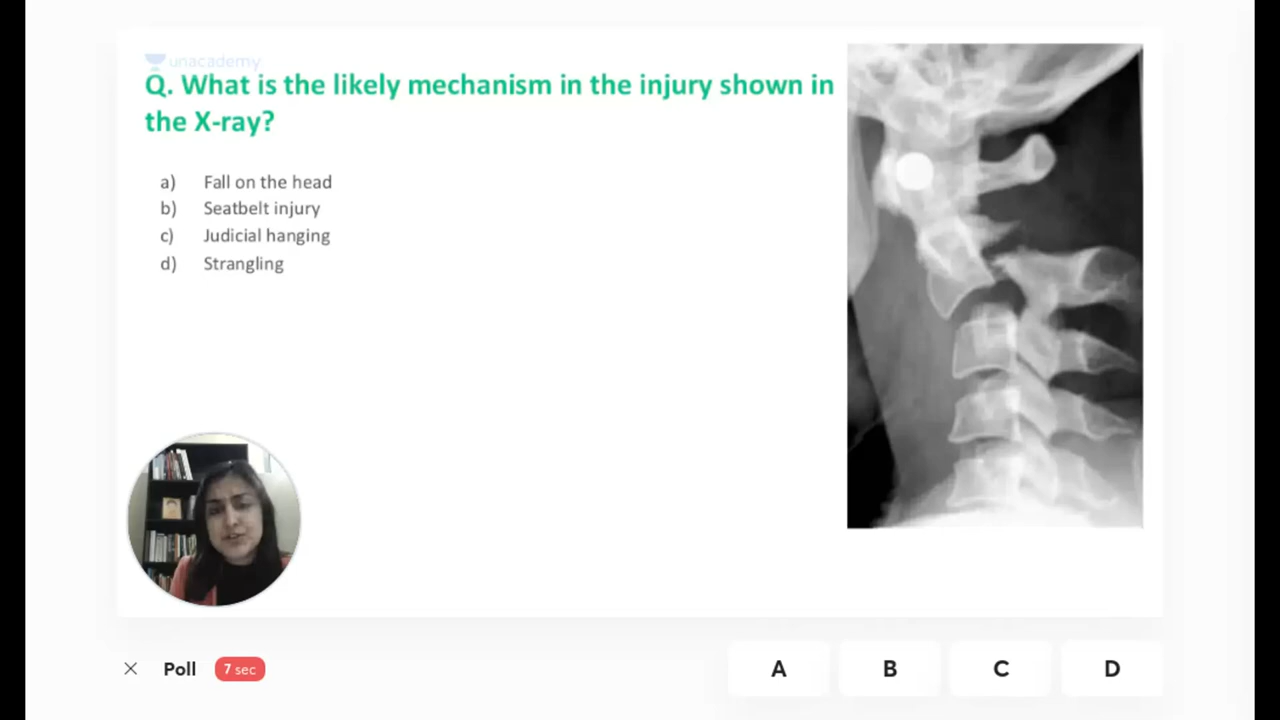 unacademy
Q. What is the likely mechanism in the injury shown in
the X-ray?
a) Fall on the head
b) Seatbelt injury
c) Judicial hanging
d) Strangling
Poll 7 sec A B C D